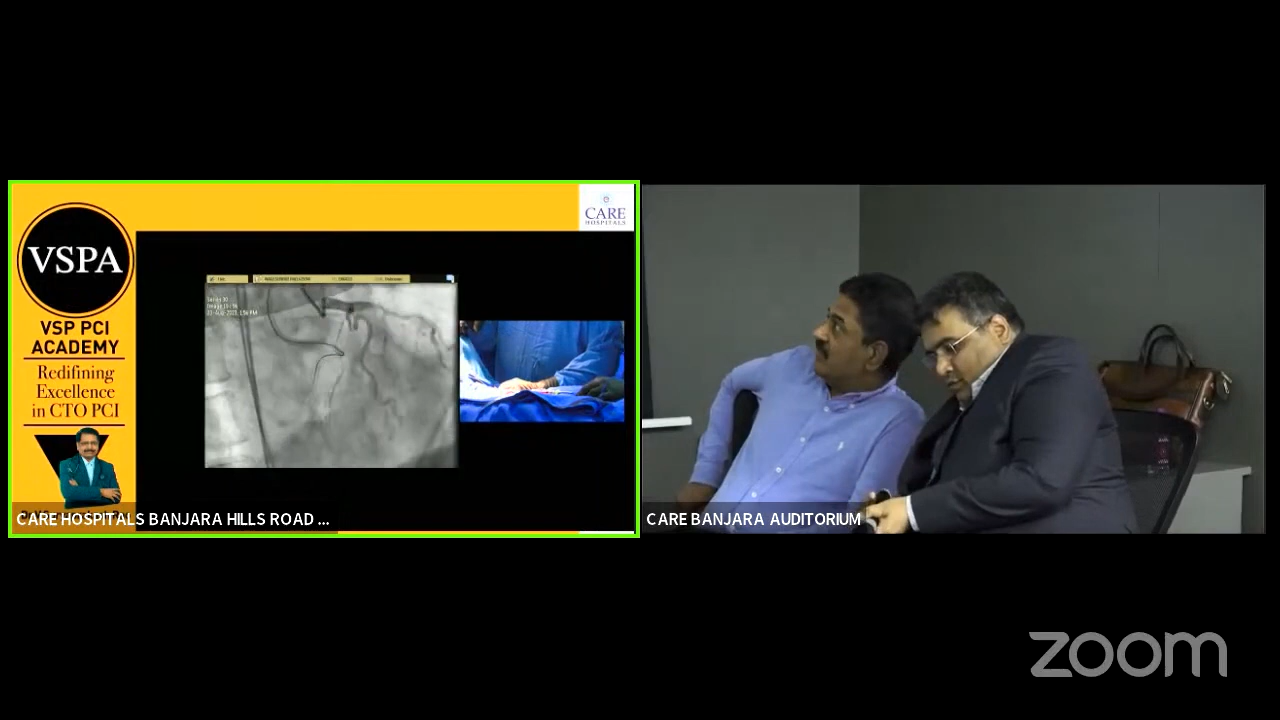 CARE
HOSPITALS
VSPA
VSP PCI
ACADEMY
Redifining
Excellence
in CTO PCI
CARE HOSPITALS BANJARA HILLS ROAD ...
CARE BANJARA AUDITORIUM
zoom